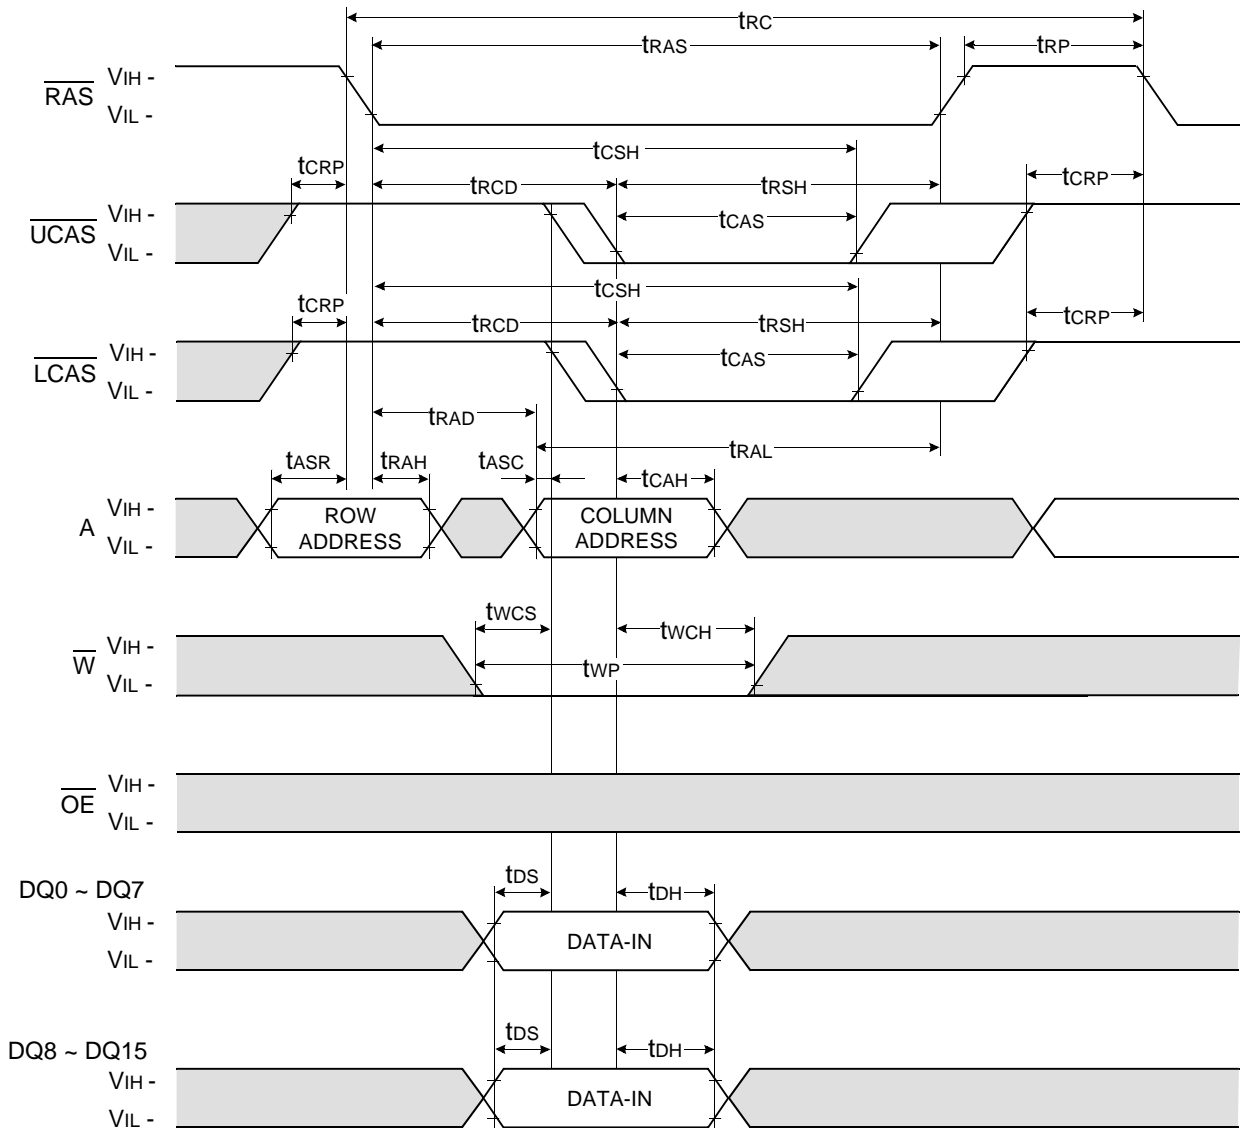 tRC
tRAS
tRP
RAS
VIH -
VIL -
tCSH
tCRP
tRCD
tRSH
tCRP
UCAS
VIH -
VIL -
tCAS
tCSH
tCRP
tRCD
tRSH
tCRP
LCAS
VIH -
VIL -
tCAS
tRAD
tRAL
tASR
tRAH
tASC
tCAH
A
VIH -
VIL -
ROW
ADDRESS
COLUMN
ADDRESS
tWCS
tWCH
W
VIH -
VIL -
tWP
OE
VIH -
VIL -
DQ0 ~ DQ7
tDS
tDH
VIH -
VIL -
DATA-IN
DQ8 ~ DQ15
tDS
tDH
VIH -
VIL -
DATA-IN